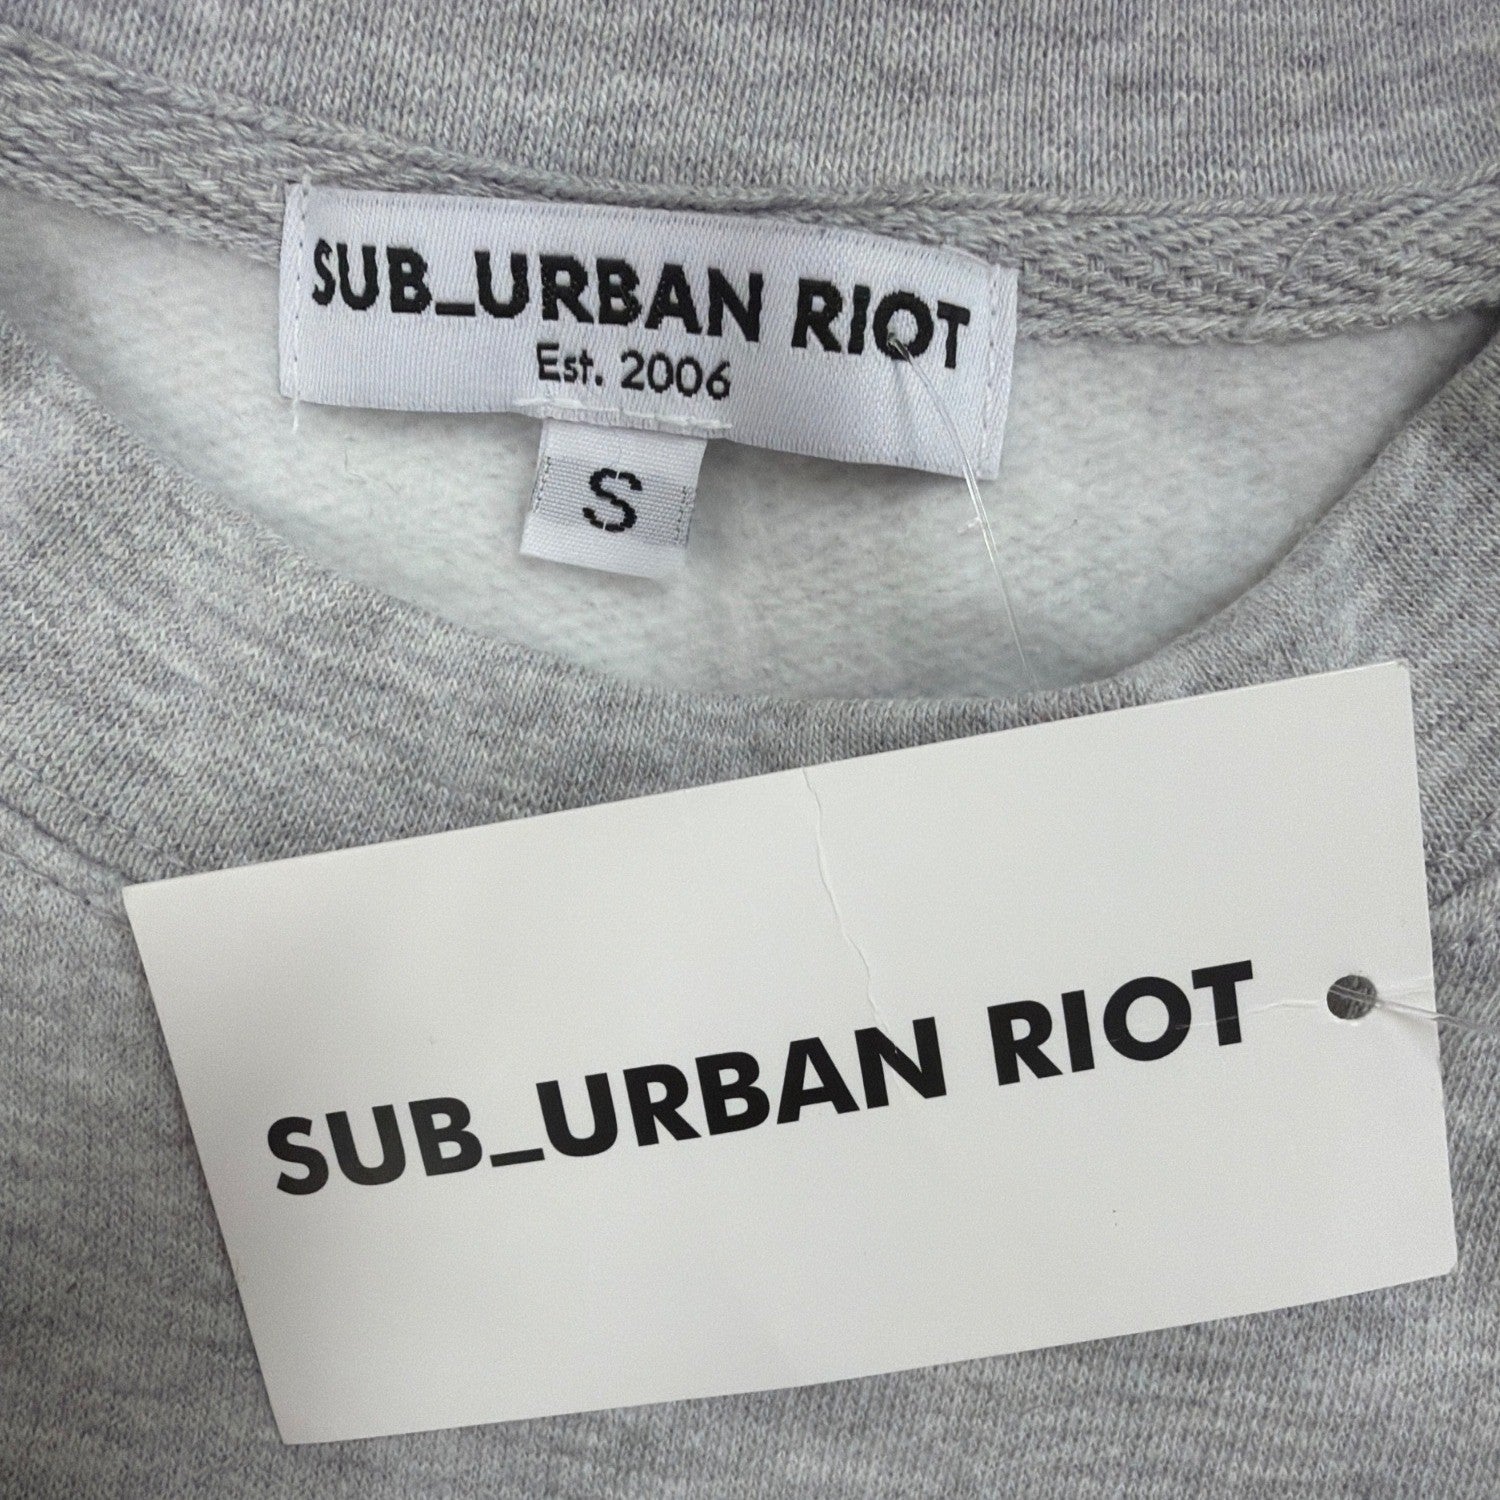 SUB_URBAN RIOT
Est. 2006
S
SUB_URBAN RIOT